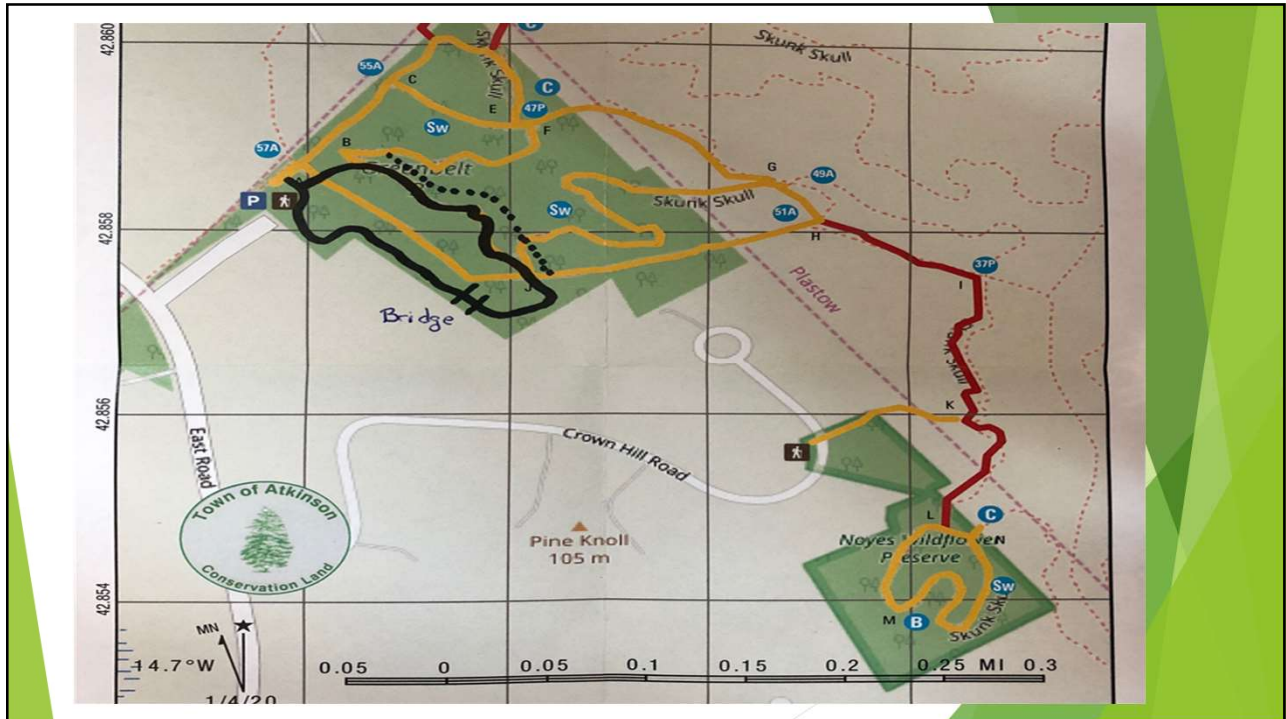 42.860
Skunk Skull
C
Skunk Skull
55A
C
C
E
47P
Sw
F
57A
B
Greenbelt
G
49A
P
Sw
Skunk Skull
51A
42.858
H
37P
J
I
Plastow
Bridge
Skunk Skull
42.856
K
East Road
Crown Hill Road
Town of Atkinson
Conservation Land
L
C
Pine Knoll
105 m
Noyes Wildflower
Preserve
N
42.854
Sw
M
B
Skunk Skull
MN
14.7°W
0.05
0
0.05
0.1
0.15
0.2
0.25 MI
0.3
1/4/20